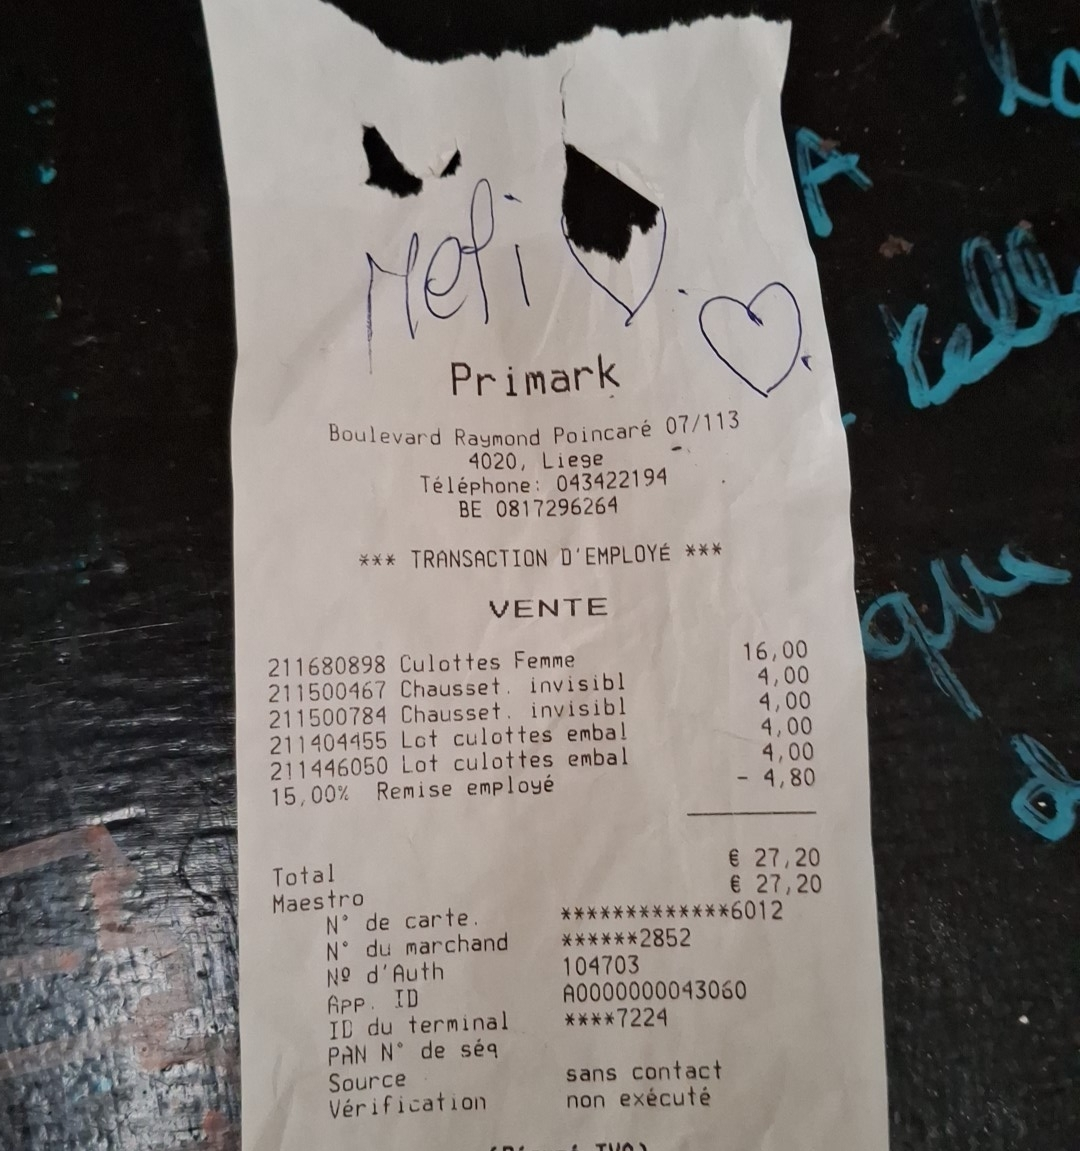 Meli
Primark
Boulevard Raymond Poincaré 07/113
4020, Liege
Téléphone: 043422194
BE 0817296264
*** TRANSACTION D'EMPLOYÉ ***
VENTE
211680898 Culottes Femme 16,00
211500467 Chausset. invisibl 4,00
211500784 Chausset. invisibl 4,00
211404455 Lot culottes embal 4,00
211446050 Lot culottes embal 4,00
15,00% Remise employé - 4,80
Total € 27,20
Maestro € 27,20
N° de carte. *************6012
N° du marchand ******2852
Nº d'Auth 104703
App. ID A0000000043060
ID du terminal ****7224
PAN N° de séq
Source sans contact
Vérification non exécuté
A
que